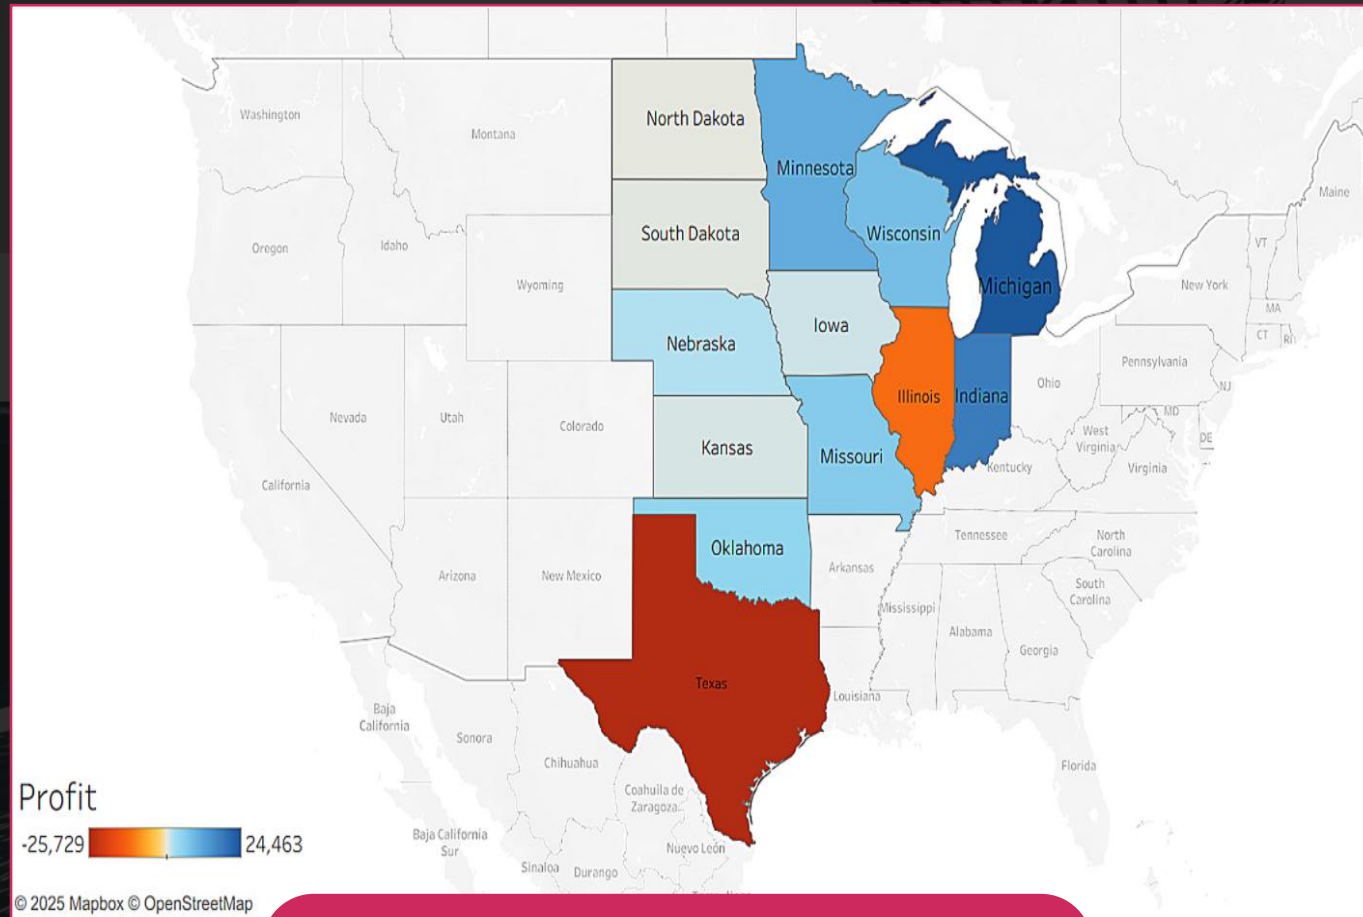 Washington
Montana
North Dakota
Minnesota
Maine
Oregon
Idaho
South Dakota
Wisconsin
VT
Wyoming
Michigan
New York
MA
Nebraska
Iowa
CT
RI
Pennsylvania
Nevada
Utah
Colorado
Illinois
Indiana
Ohio
NJ
MD
DE
Kansas
Missouri
West
Virginia
Virginia
Kentucky
California
Oklahoma
Tennessee
North
Carolina
Arizona
New Mexico
Arkansas
South
Carolina
Mississippi
Alabama
Georgia
Texas
Louisiana
Baja
California
Sonora
Chihuahua
Florida
Coahuila de
Zaragoza
Baja California
Sur
Nuevo León
Sinaloa
Durango
Profit
-25,729
24,463
© 2025 Mapbox © OpenStreetMap